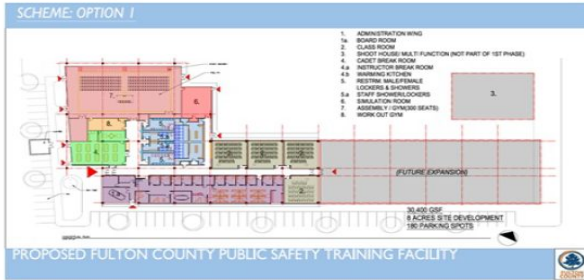 SCHEME: OPTION 1
1. ADMINISTRATION WING
1a. BOARD ROOM
2. CLASS ROOM
3. SHOOT HOUSE/ MULTI FUNCTION (NOT PART OF 1ST PHASE)
4. CADET BREAK ROOM
4.a INSTRUCTOR BREAK ROOM
4.b WARMING KITCHEN
5. RESTRM. MALE/FEMALE
LOCKERS & SHOWERS
5.a STAFF SHOWER/LOCKERS
6. SIMULATION ROOM
7. ASSEMBLY / GYM(300 SEATS)
8. WORK OUT GYM
3.
7.
6.
8.
4.
2.
(FUTURE EXPANSION)
30,400 GSF
8 ACRES SITE DEVELOPMENT
180 PARKING SPOTS
PROPOSED FULTON COUNTY PUBLIC SAFETY TRAINING FACILITY